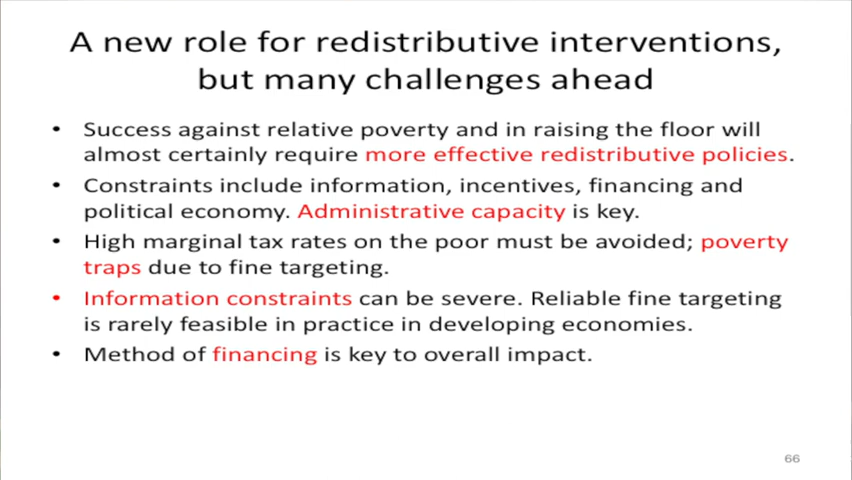 A new role for redistributive interventions,
but many challenges ahead
• Success against relative poverty and in raising the floor will
almost certainly require more effective redistributive policies.
• Constraints include information, incentives, financing and
political economy. Administrative capacity is key.
• High marginal tax rates on the poor must be avoided; poverty
traps due to fine targeting.
• Information constraints can be severe. Reliable fine targeting
is rarely feasible in practice in developing economies.
• Method of financing is key to overall impact.
66